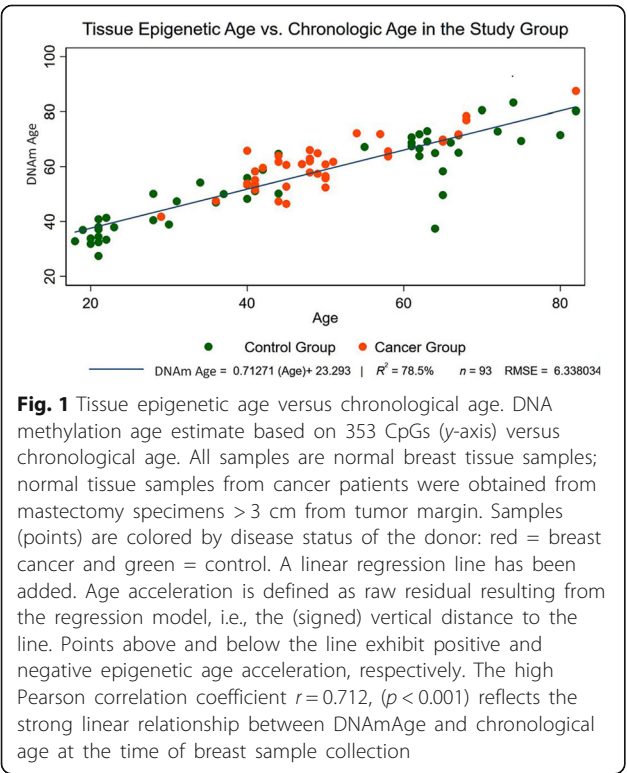 Tissue Epigenetic Age vs. Chronologic Age in the Study Group
100
80
60
40
20
DNAm Age
20 40 60 80
Age
Control Group Cancer Group
DNAm Age = 0.71271 (Age)+ 23.293 | R² = 78.5% n = 93 RMSE = 6.338034
Fig. 1 Tissue epigenetic age versus chronological age. DNA
methylation age estimate based on 353 CpGs (y-axis) versus
chronological age. All samples are normal breast tissue samples;
normal tissue samples from cancer patients were obtained from
mastectomy specimens > 3 cm from tumor margin. Samples
(points) are colored by disease status of the donor: red = breast
cancer and green = control. A linear regression line has been
added. Age acceleration is defined as raw residual resulting from
the regression model, i.e., the (signed) vertical distance to the
line. Points above and below the line exhibit positive and
negative epigenetic age acceleration, respectively. The high
Pearson correlation coefficient r = 0.712, (p < 0.001) reflects the
strong linear relationship between DNAmAge and chronological
age at the time of breast sample collection